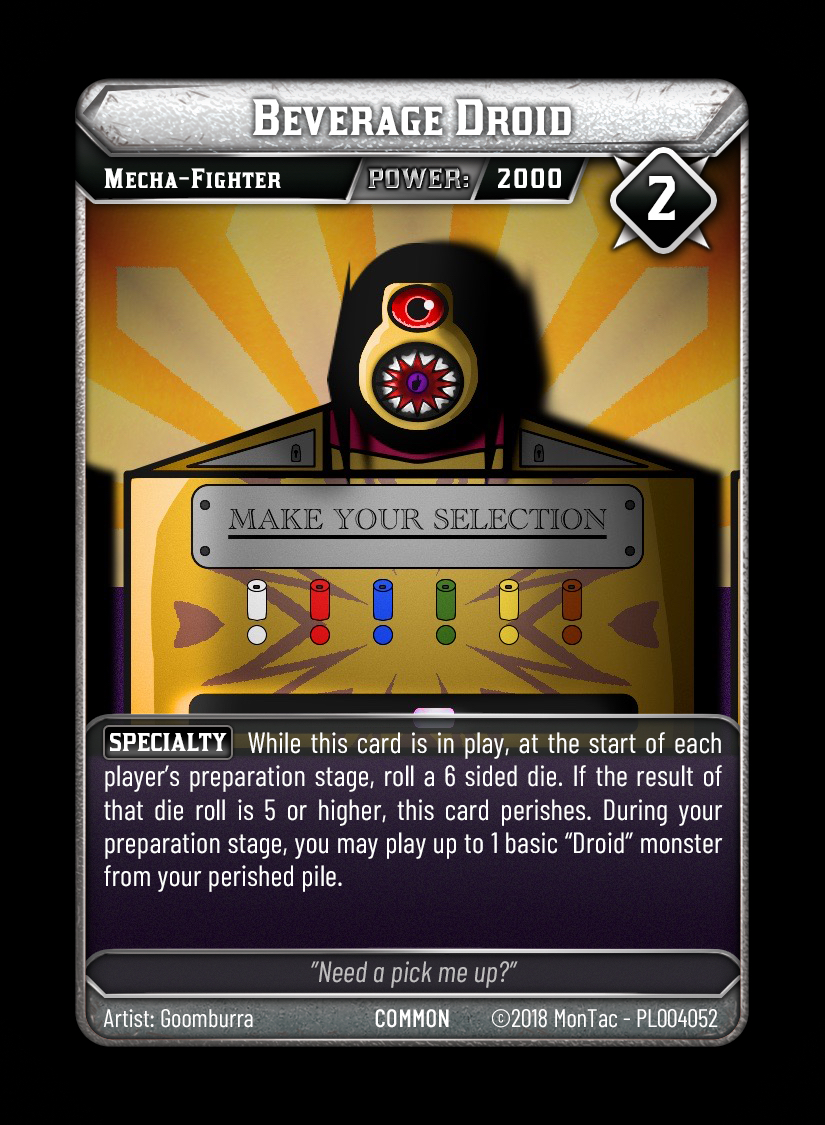 Beverage Droid
Mecha-Fighter POWER: 2000
2
MAKE YOUR SELECTION
SPECIALTY While this card is in play, at the start of each
player's preparation stage, roll a 6 sided die. If the result of
that die roll is 5 or higher, this card perishes. During your
preparation stage, you may play up to 1 basic “Droid” monster
from your perished pile.
"Need a pick me up?"
Artist: Goomburra COMMON ©2018 MonTac - PL004052